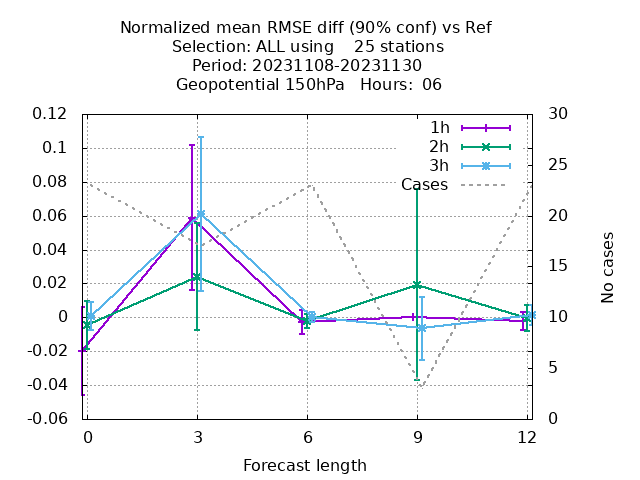 Normalized mean RMSE diff (90% conf) vs Ref
Selection: ALL using    25 stations
Period: 20231108-20231130
Geopotential 150hPa   Hours:  06
0.12
0.1
0.08
0.06
0.04
0.02
0
-0.02
-0.04
-0.06
30
25
20
15
10
5
0
1h
2h
3h
Cases
No cases
0 3 6 9 12
Forecast length